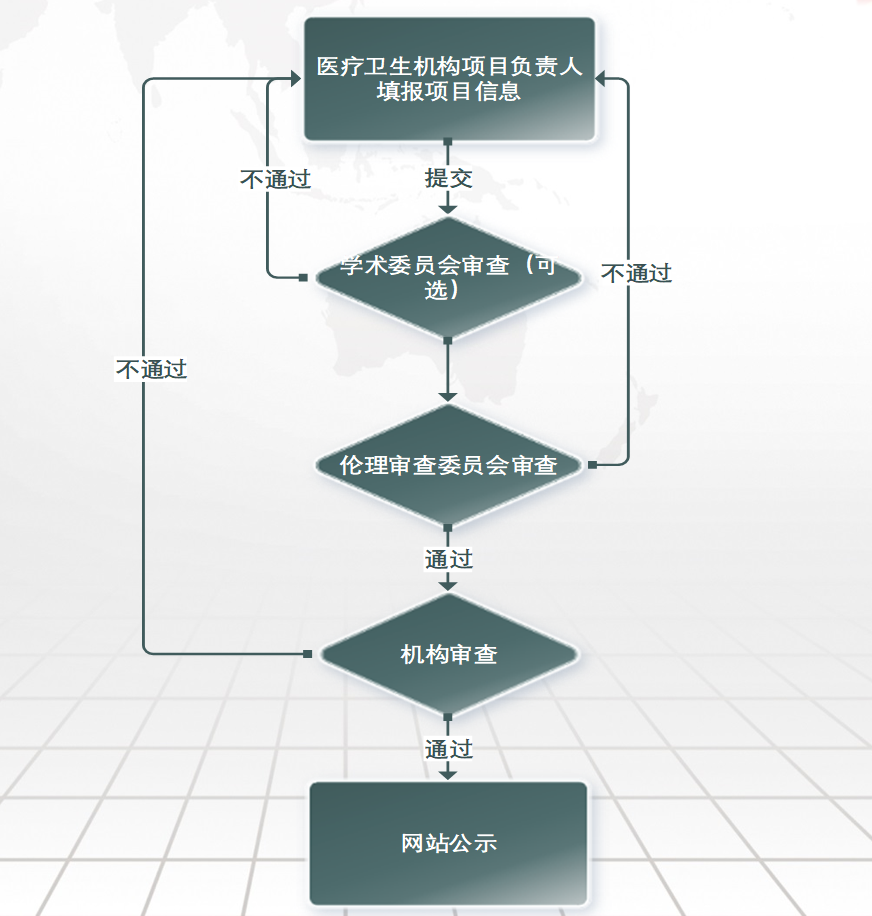 医疗卫生机构项目负责人
填报项目信息
不通过
提交
学术委员会审查（可
选）
不通过
不通过
伦理审查委员会审查
通过
机构审查
通过
网站公示